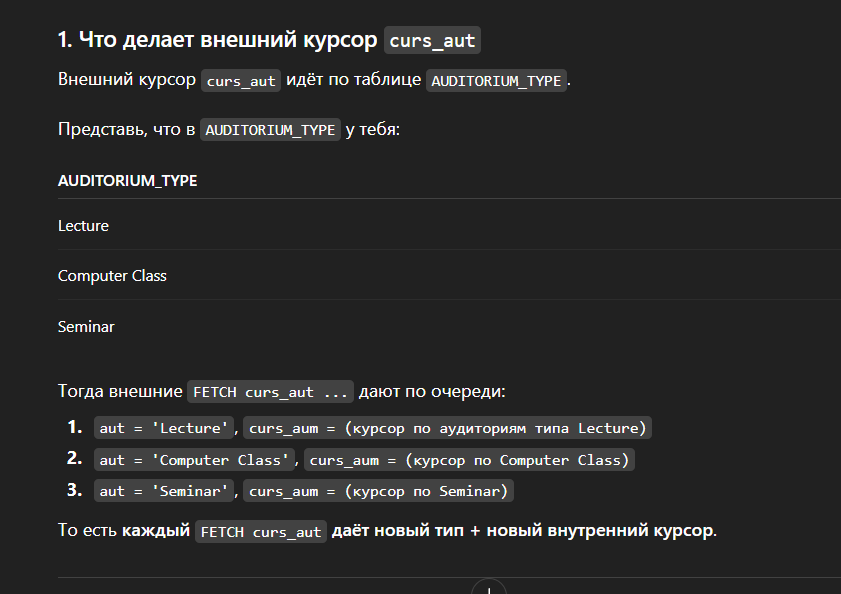 1. Что делает внешний курсор curs_aut
Внешний курсор curs_aut идёт по таблице AUDITORIUM_TYPE.
Представь, что в AUDITORIUM_TYPE у тебя:
AUDITORIUM_TYPE
Lecture
Computer Class
Seminar
Тогда внешние FETCH curs_aut ... дают по очереди:
1. aut = 'Lecture', curs_aum = (курсор по аудиториям типа Lecture)
2. aut = 'Computer Class', curs_aum = (курсор по Computer Class)
3. aut = 'Seminar', curs_aum = (курсор по Seminar)
То есть каждый FETCH curs_aut даёт новый тип + новый внутренний курсор.